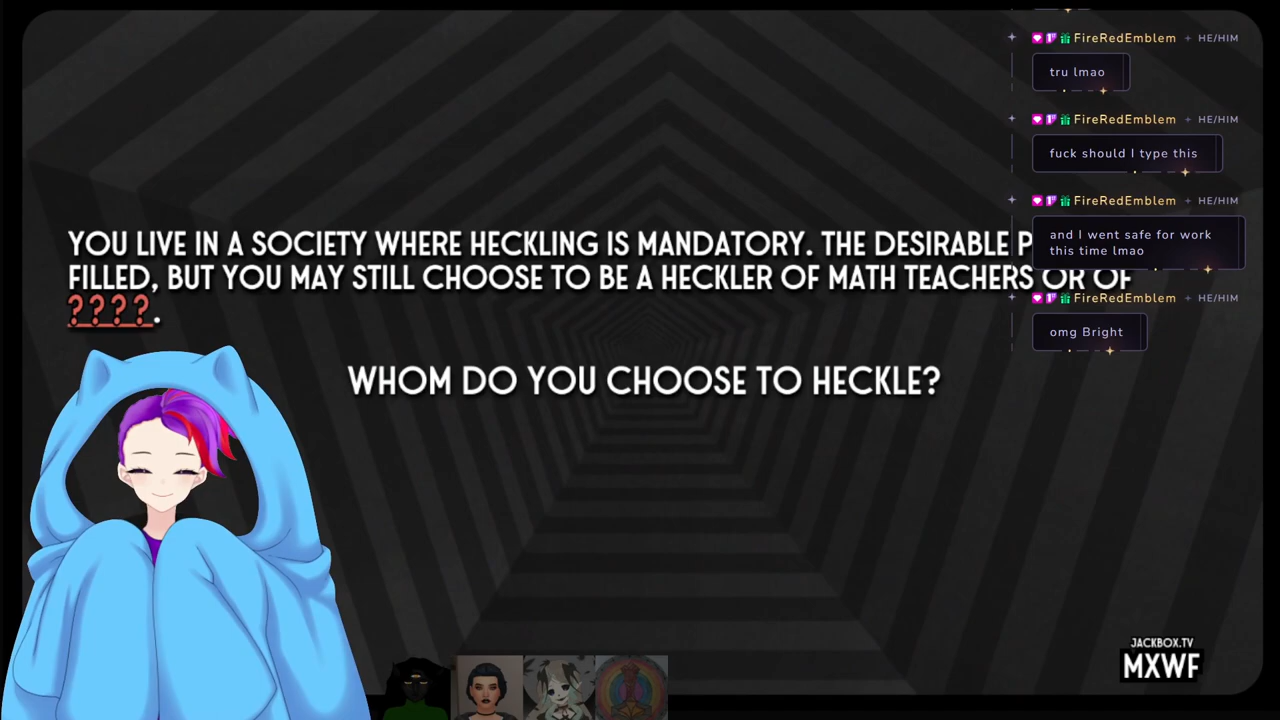 FireRedEmblem HE/HIM
tru lmao
FireRedEmblem HE/HIM
fuck should I type this
FireRedEmblem HE/HIM
and I went safe for work
this time lmao
FireRedEmblem HE/HIM
omg Bright
YOU LIVE IN A SOCIETY WHERE HECKLING IS MANDATORY. THE DESIRABLE
FILLED, BUT YOU MAY STILL CHOOSE TO BE A HECKLER OF MATH TEACHERS OR OF
????.
WHOM DO YOU CHOOSE TO HECKLE?
JACKBOX.TV
MXWF